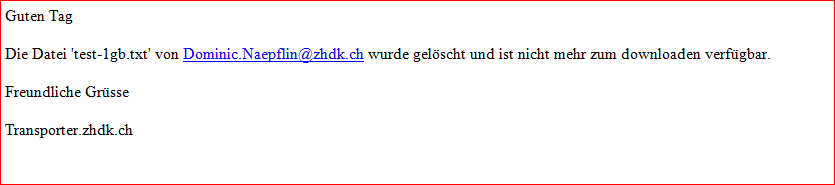 Guten Tag
Die Datei 'test-1gb.txt' von Dominic.Naepflin@zhdk.ch wurde gelöscht und ist nicht mehr zum downloaden verfügbar.
Freundliche Grüsse
Transporter.zhdk.ch